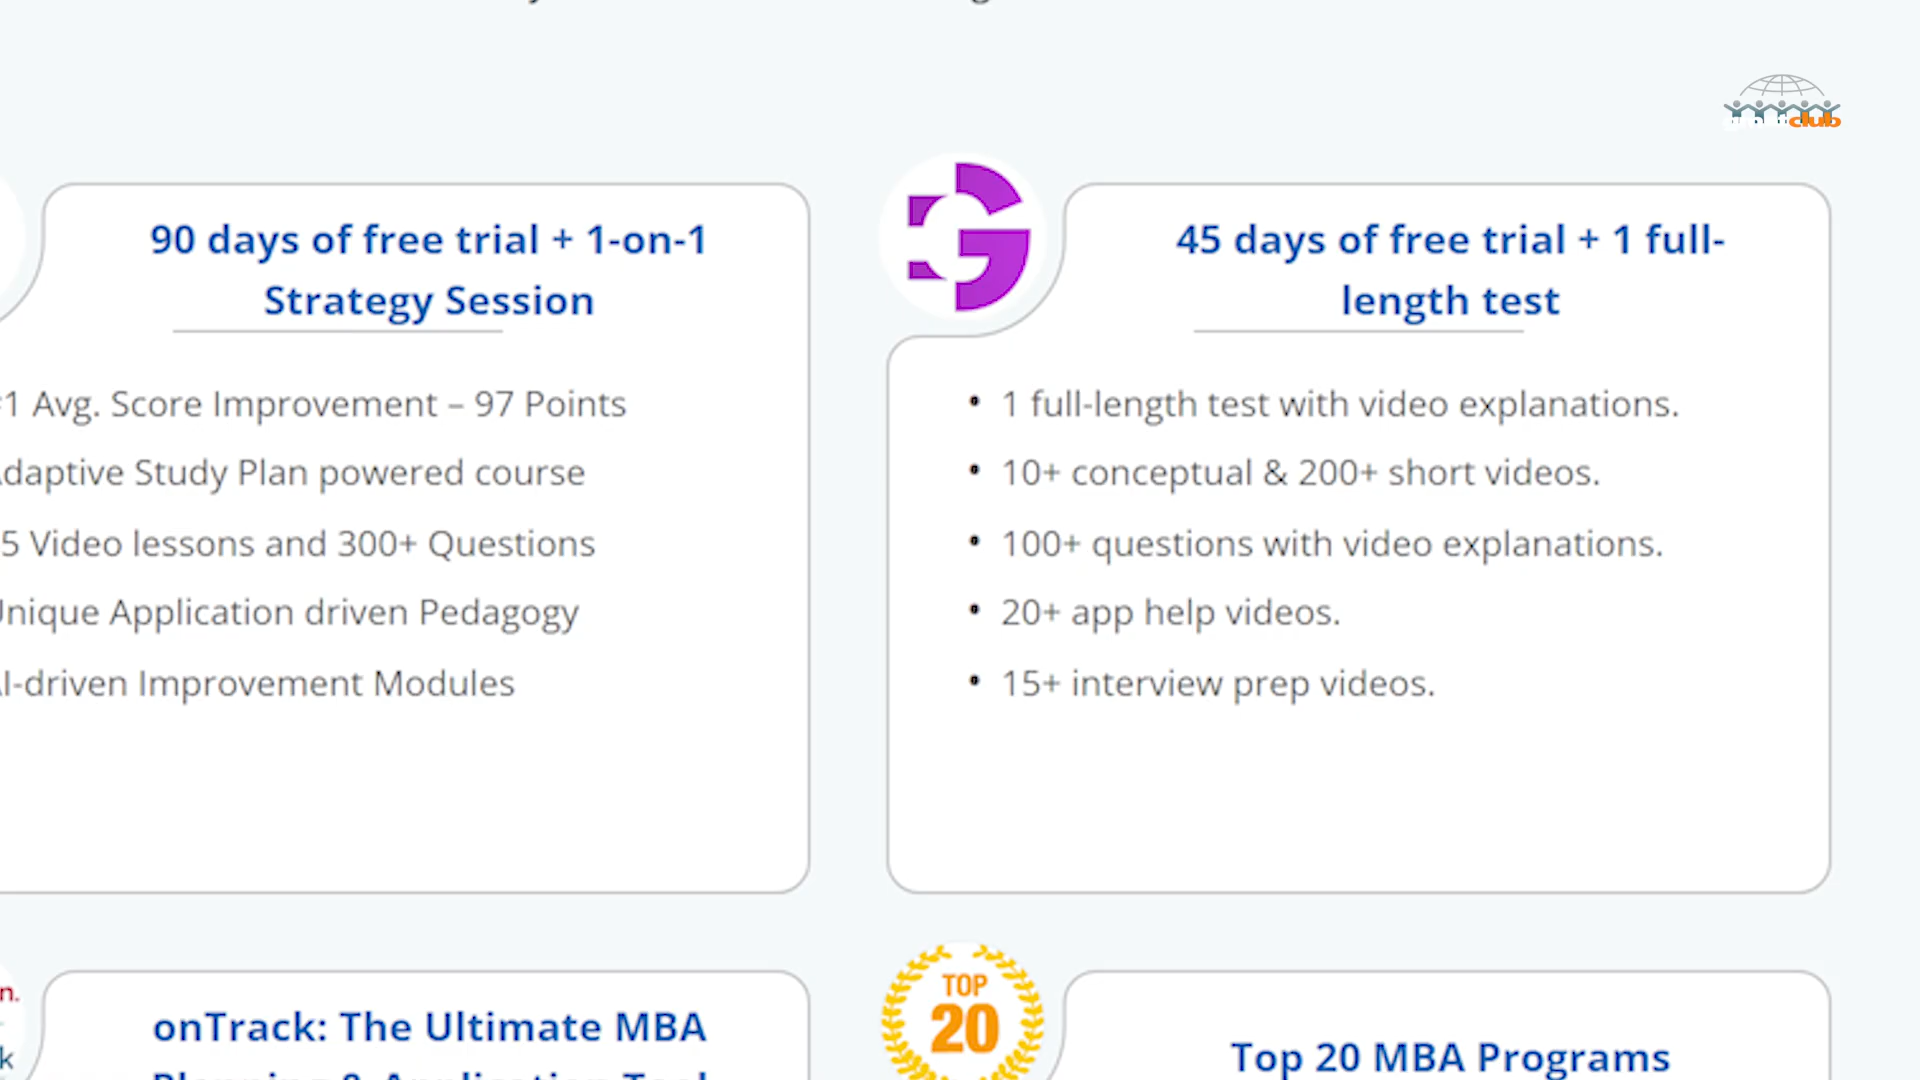 club
90 days of free trial + 1-on-1
Strategy Session
1 Avg. Score Improvement – 97 Points
daptive Study Plan powered course
5 Video lessons and 300+ Questions
nique Application driven Pedagogy
I-driven Improvement Modules
45 days of free trial + 1 full-
length test
• 1 full-length test with video explanations.
• 10+ conceptual & 200+ short videos.
• 100+ questions with video explanations.
• 20+ app help videos.
• 15+ interview prep videos.
n.
k
onTrack: The Ultimate MBA
Planning & Application Tool
TOP
20
Top 20 MBA Programs